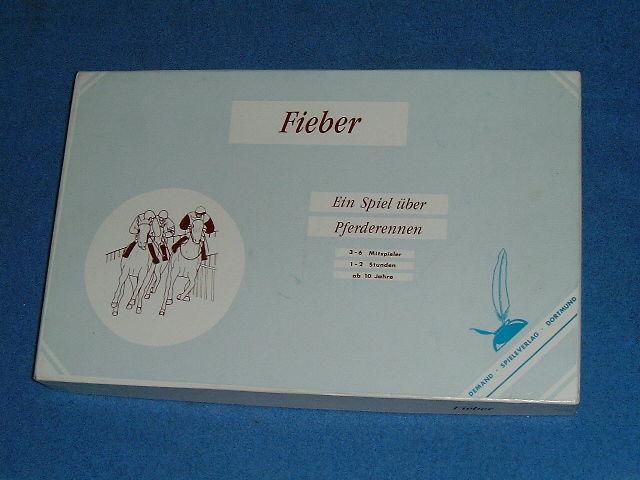 Fieber
Ein Spiel über
Pferderennen
3-6 Mitspieler
1-2 Stunden
ab 10 Jahre
DEMAND · SPIELEVERLAG · DORTMUND
Fieber